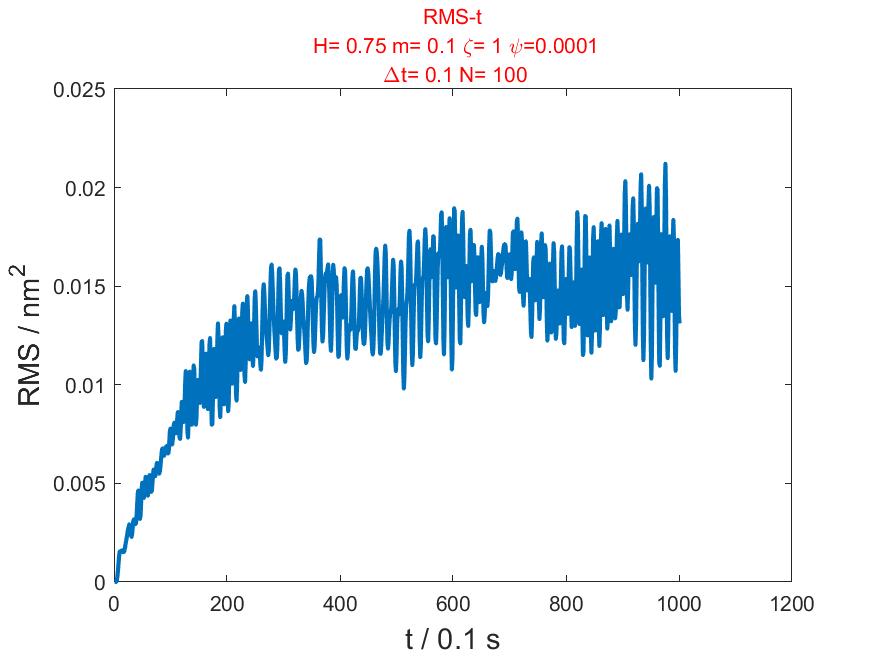 RMS-t
H= 0.75 m= 0.1 ζ= 1 ψ=0.0001
Δt= 0.1 N= 100
0.025
0.02
0.015
0.01
0.005
0
RMS / nm²
0 200 400 600 800 1000 1200
t / 0.1 s